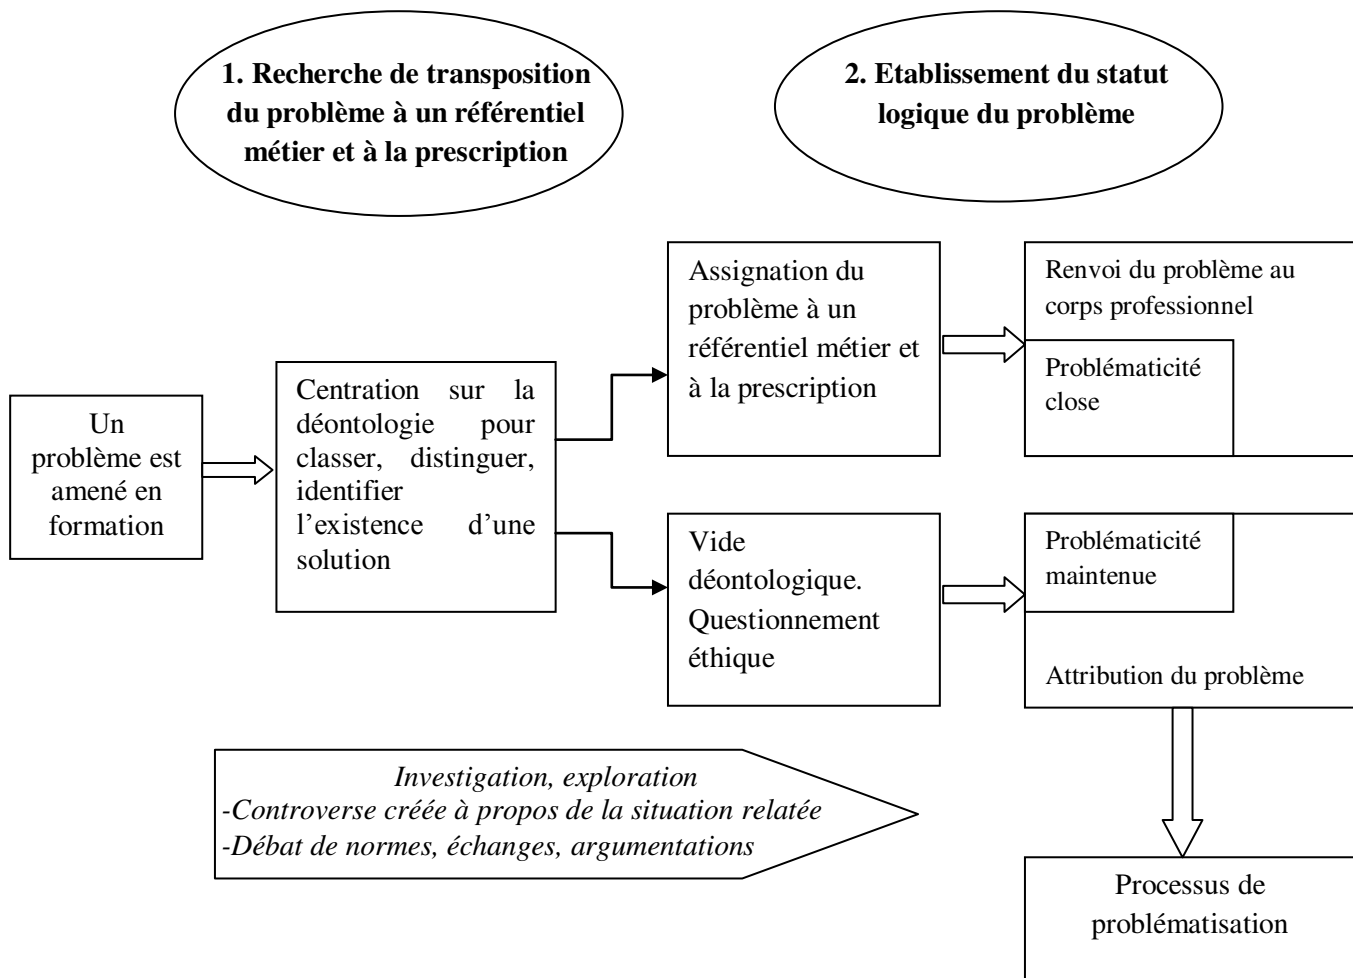 1. Recherche de transposition
du problème à un référentiel
métier et à la prescription
2. Etablissement du statut
logique du problème
Un
problème est
amené en
formation
Centration sur la
déontologie pour
classer, distinguer,
identifier
l’existence d’une
solution
Assignation du
problème à un
référentiel métier et
à la prescription
Renvoi du problème au
corps professionnel
Problématicité
close
Vide
déontologique.
Questionnement
éthique
Problématicité
maintenue
Attribution du problème
Investigation, exploration
-Controverse créée à propos de la situation relatée
-Débat de normes, échanges, argumentations
Processus de
problématisation